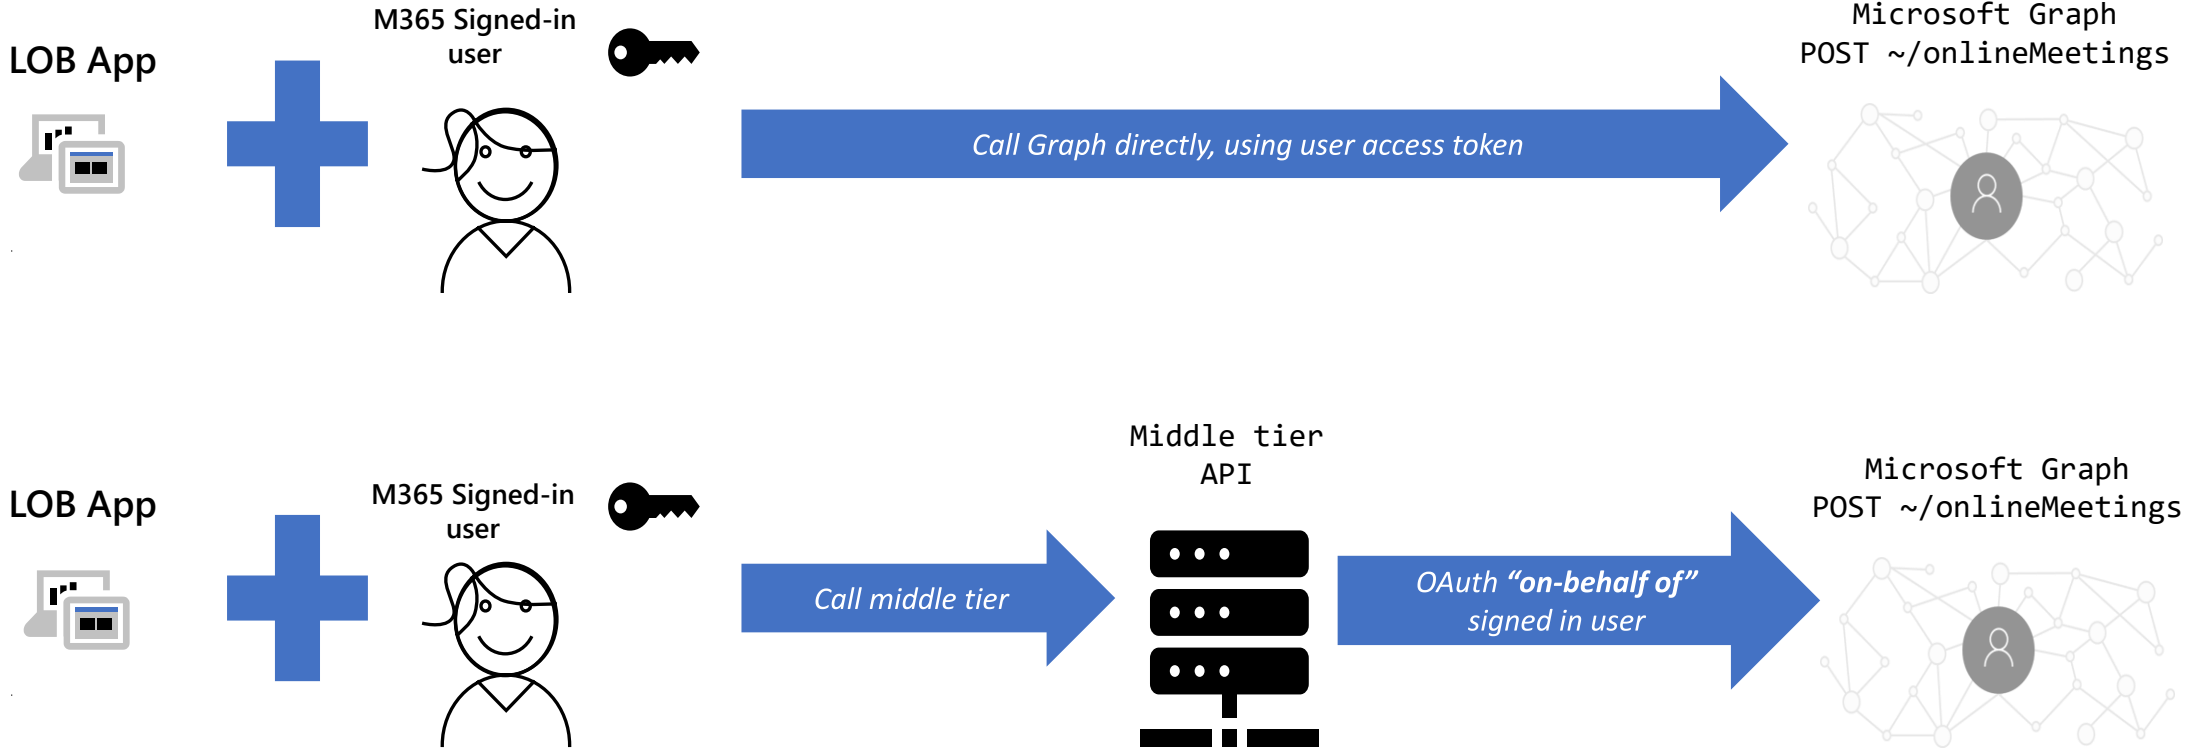 LOB App
M365 Signed-in
user
Call Graph directly, using user access token
Microsoft Graph
POST ~/onlineMeetings
LOB App
M365 Signed-in
user
Call middle tier
Middle tier
API
OAuth “on-behalf of”
signed in user
Microsoft Graph
POST ~/onlineMeetings